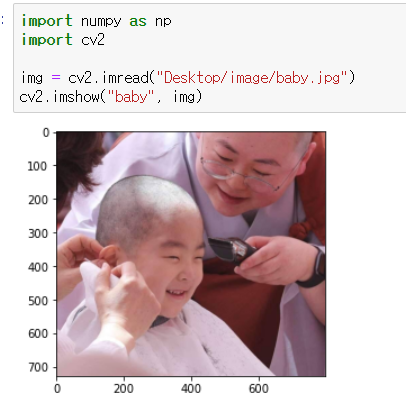 :
import numpy as np
import cv2
img = cv2.imread("Desktop/image/baby.jpg")
cv2.imshow("baby", img)
0
100
200
300
400
500
600
700
0 200 400 600